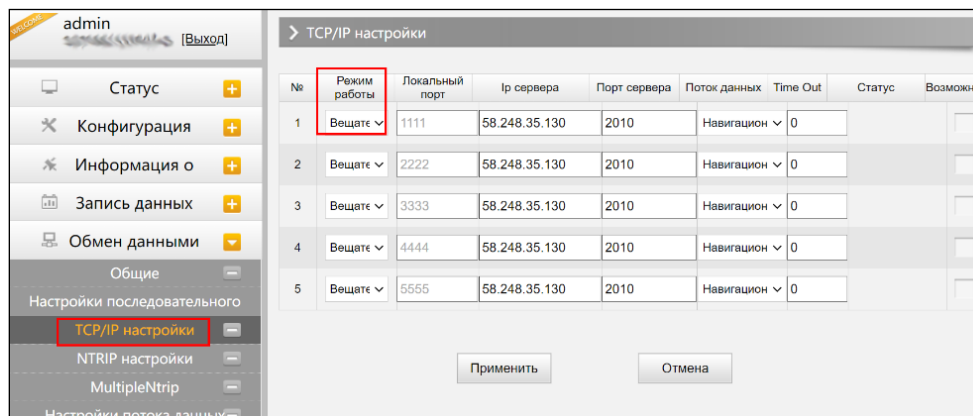 WELCOME
admin
[Выход]
Статус
Конфигурация
Информация о
Запись данных
Обмен данными
Общие
Настройки последовательного
TCP/IP настройки
NTRIP настройки
MultipleNtrip
Настройки потока данных
TCP/IP настройки
№ Режим работы Локальный порт Ip сервера Порт сервера Поток данных Time Out Статус Возможн
1 Вещате 1111 58.248.35.130 2010 Навигацион 0
2 Вещате 2222 58.248.35.130 2010 Навигацион 0
3 Вещате 3333 58.248.35.130 2010 Навигацион 0
4 Вещате 4444 58.248.35.130 2010 Навигацион 0
5 Вещате 5555 58.248.35.130 2010 Навигацион 0
Применить Отмена